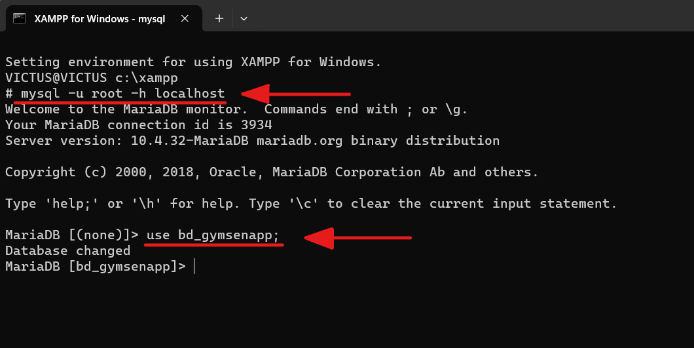 XAMPP for Windows - mysql
Setting environment for using XAMPP for Windows.
VICTUS@VICTUS c:\xampp
# mysql -u root -h localhost
Welcome to the MariaDB monitor.  Commands end with ; or \g.
Your MariaDB connection id is 3934
Server version: 10.4.32-MariaDB mariadb.org binary distribution
Copyright (c) 2000, 2018, Oracle, MariaDB Corporation Ab and others.
Type 'help;' or '\h' for help. Type '\c' to clear the current input statement.
MariaDB [(none)]> use bd_gymsenapp;
Database changed
MariaDB [bd_gymsenapp]>